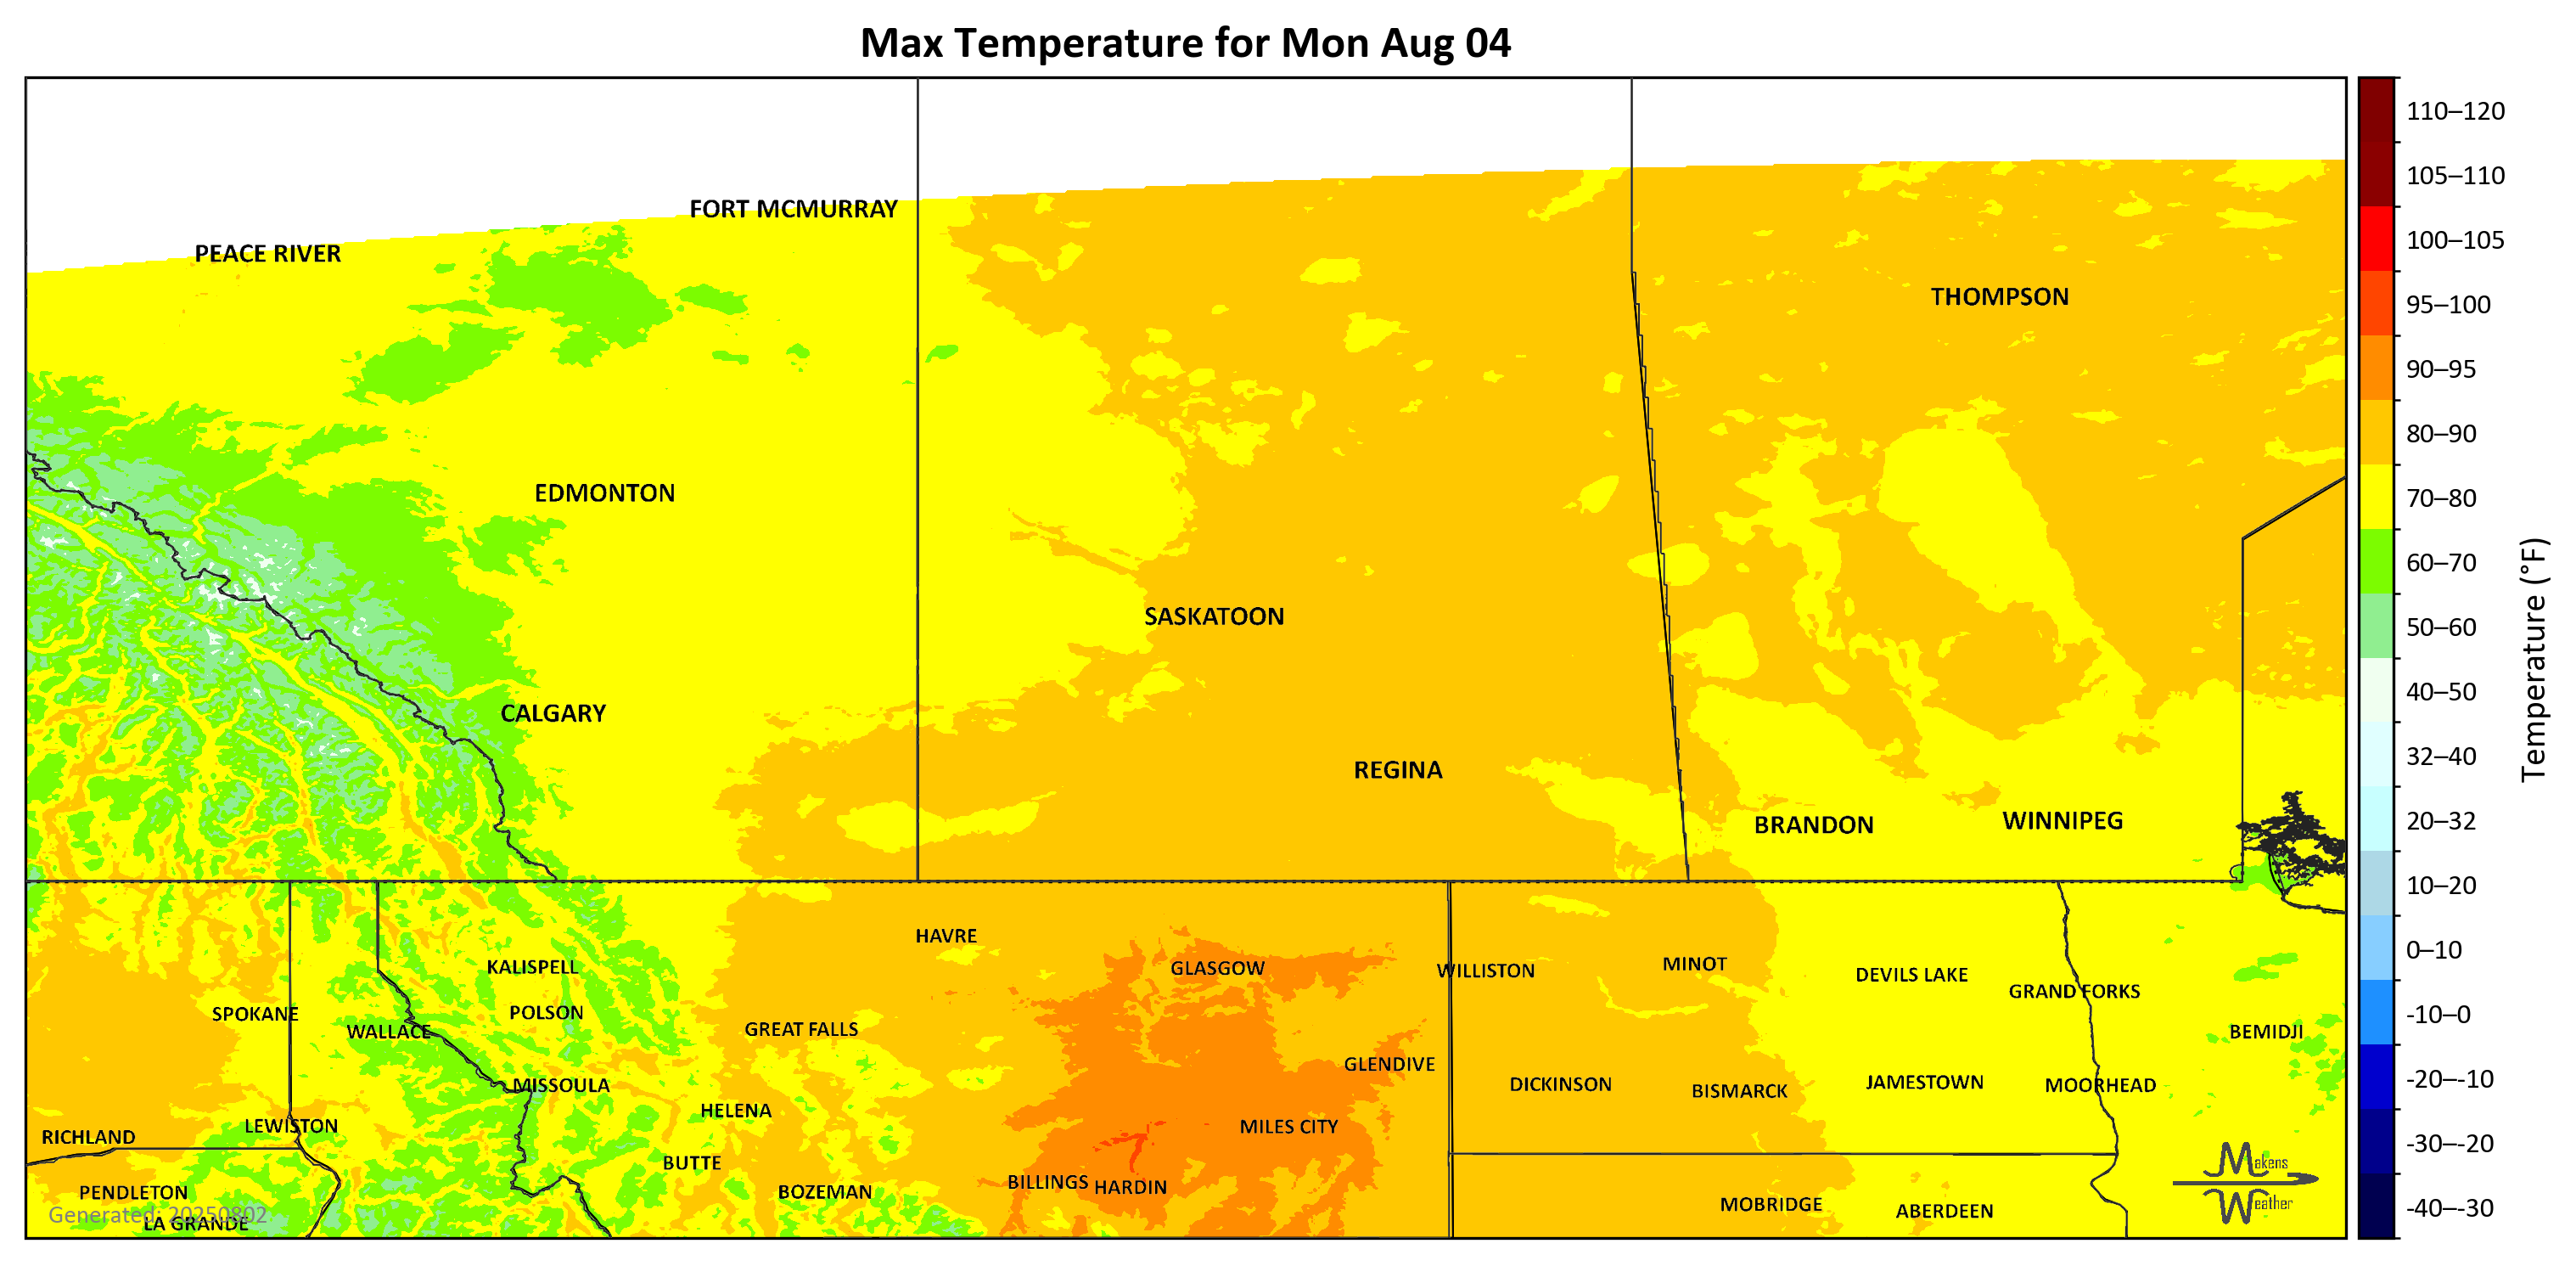 Max Temperature for Mon Aug 04
FORT MCMURRAY
PEACE RIVER
THOMPSON
EDMONTON
SASKATOON
CALGARY
REGINA
BRANDON
WINNIPEG
HAVRE
KALISPELL
GLASGOW
WILLISTON
MINOT
DEVILS LAKE
GRAND FORKS
SPOKANE
POLSON
WALLACE
GREAT FALLS
BEMIDJI
GLENDIVE
MISSOULA
DICKINSON
BISMARCK
JAMESTOWN
MOORHEAD
HELENA
LEWISTON
MILES CITY
RICHLAND
BUTTE
BILLINGS
HARDIN
BOZEMAN
PENDLETON
MOBRIDGE
ABERDEEN
LA GRANDE
Generated: 20250802
Makens
Weather
110–120
105–110
100–105
95–100
90–95
80–90
70–80
60–70
50–60
40–50
32–40
20–32
10–20
0–10
-10–0
-20–-10
-30–-20
-40–-30
Temperature (°F)